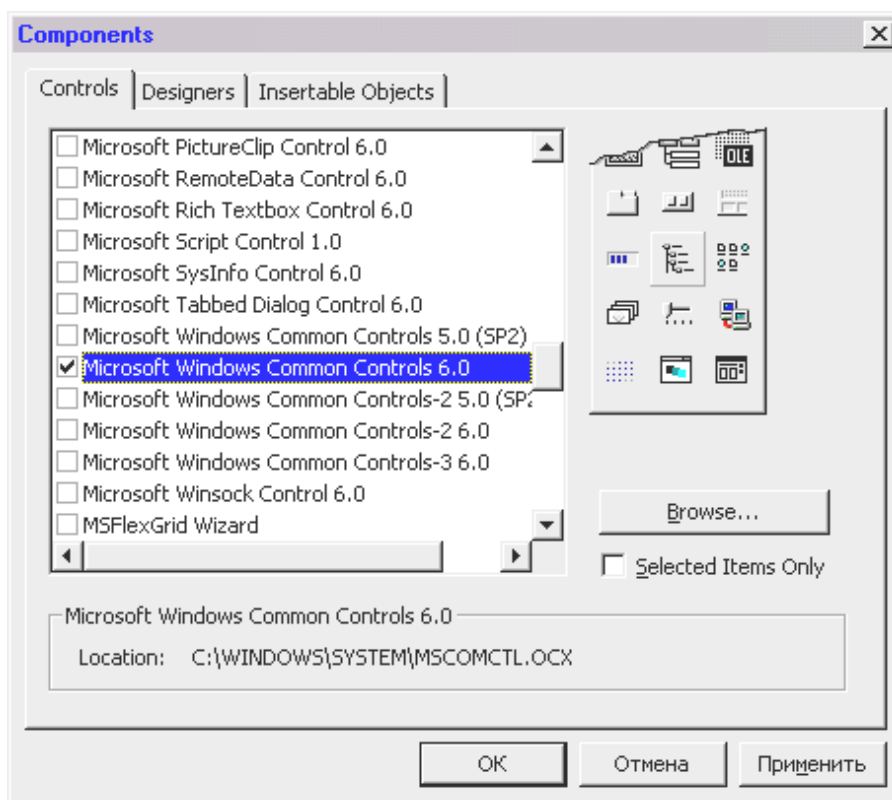 Components
Controls Designers Insertable Objects
Microsoft PictureClip Control 6.0
Microsoft RemoteData Control 6.0
Microsoft Rich Textbox Control 6.0
Microsoft Script Control 1.0
Microsoft SysInfo Control 6.0
Microsoft Tabbed Dialog Control 6.0
Microsoft Windows Common Controls 5.0 (SP2)
Microsoft Windows Common Controls 6.0
Microsoft Windows Common Controls-2 5.0 (SP2
Microsoft Windows Common Controls-2 6.0
Microsoft Windows Common Controls-3 6.0
Microsoft Winsock Control 6.0
MSFlexGrid Wizard
OLE
Browse...
Selected Items Only
Microsoft Windows Common Controls 6.0
Location: C:\WINDOWS\SYSTEM\MSCOMCTL.OCX
ОК Отмена Применить